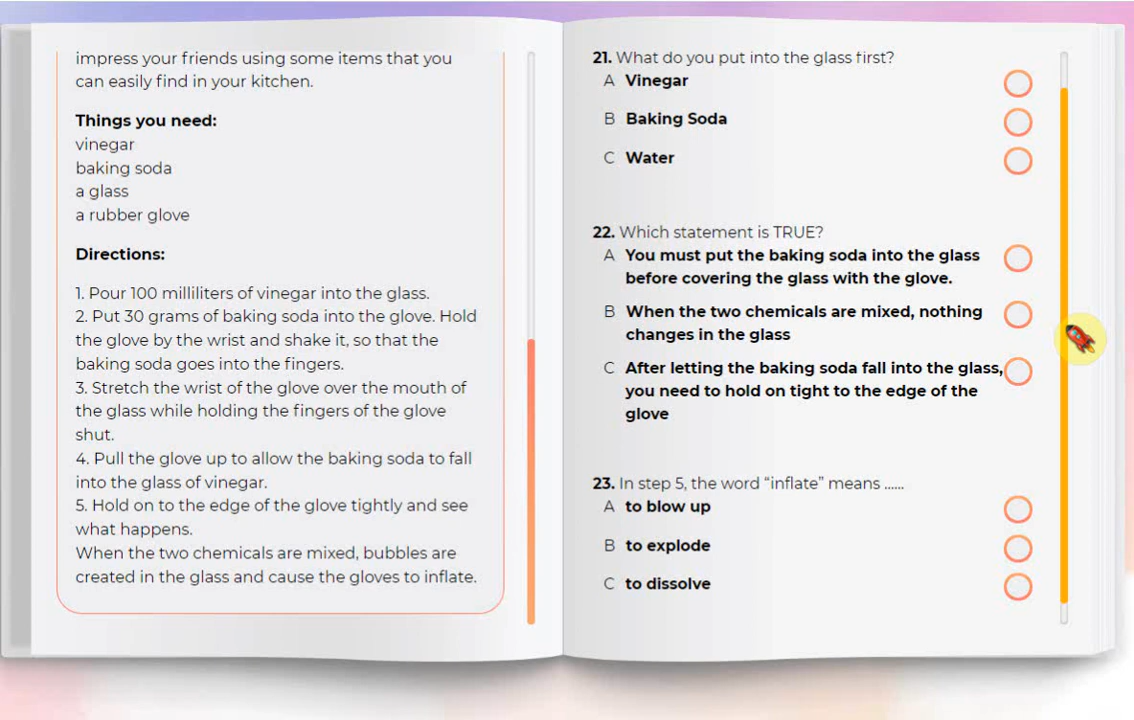 impress your friends using some items that you
can easily find in your kitchen.
Things you need:
vinegar
baking soda
a glass
a rubber glove
Directions:
1. Pour 100 milliliters of vinegar into the glass.
2. Put 30 grams of baking soda into the glove. Hold
the glove by the wrist and shake it, so that the
baking soda goes into the fingers.
3. Stretch the wrist of the glove over the mouth of
the glass while holding the fingers of the glove
shut.
4. Pull the glove up to allow the baking soda to fall
into the glass of vinegar.
5. Hold on to the edge of the glove tightly and see
what happens.
When the two chemicals are mixed, bubbles are
created in the glass and cause the gloves to inflate.
21. What do you put into the glass first?
A Vinegar
B Baking Soda
C Water
22. Which statement is TRUE?
A You must put the baking soda into the glass
before covering the glass with the glove.
B When the two chemicals are mixed, nothing
changes in the glass
C After letting the baking soda fall into the glass,
you need to hold on tight to the edge of the
glove
23. In step 5, the word “inflate” means ......
A to blow up
B to explode
C to dissolve